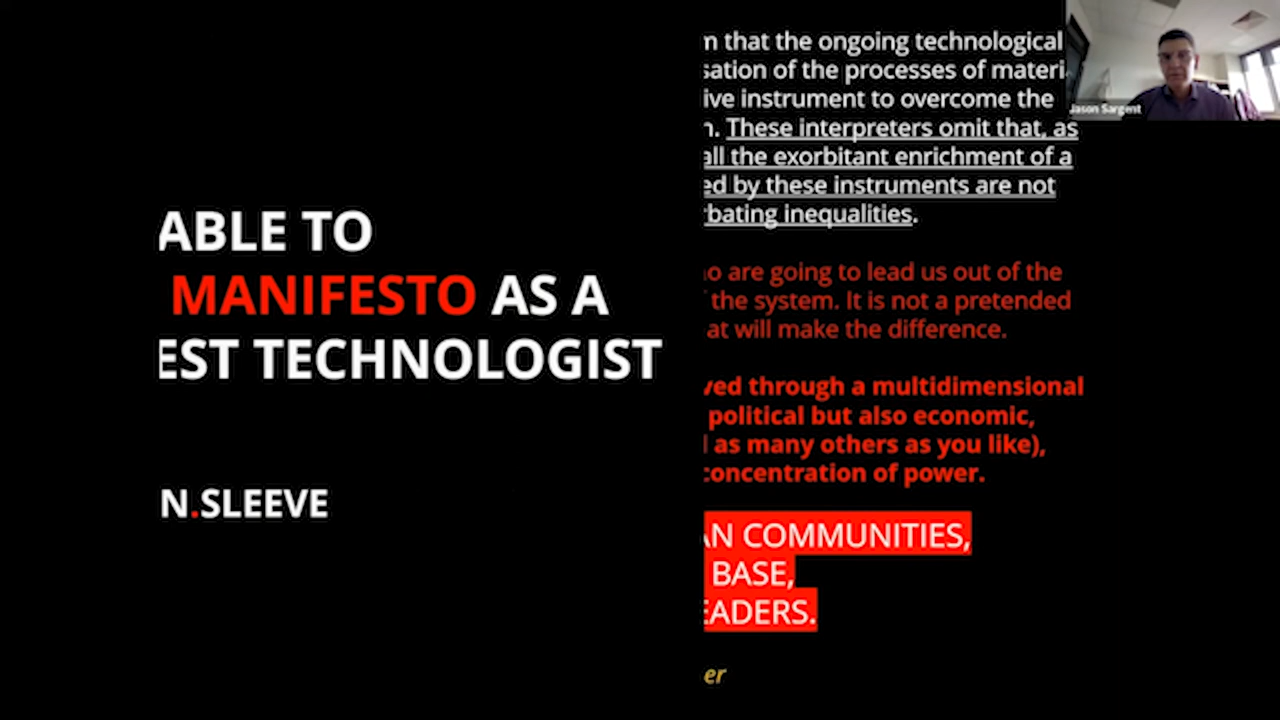 ABLE TO
MANIFESTO AS A
EST TECHNOLOGIST
N.SLEEVE
m that the ongoing technological
sation of the processes of materi
ive instrument to overcome the
n. These interpreters omit that, as
all the exorbitant enrichment of a
ed by these instruments are not
rbating inequalities.
o are going to lead us out of the
the system. It is not a pretended
at will make the difference.
ved through a multidimensional
political but also economic,
as many others as you like),
concentration of power.
AN COMMUNITIES,
BASE,
EADERS.
er
Jason Sargent